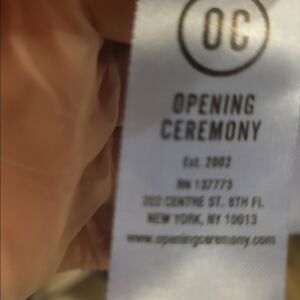 OC
OPENING
CEREMONY
Est. 2002
RN 137773
202 CENTRE ST. 6TH FL.
NEW YORK, NY 10013
www.openingceremony.com